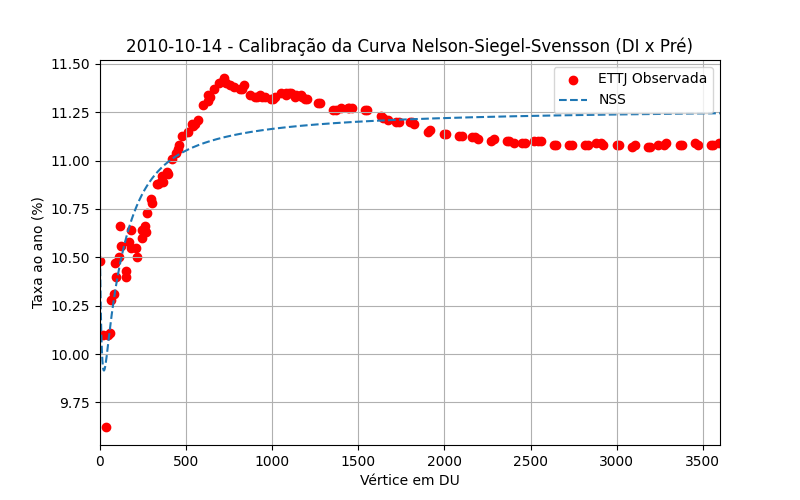 2010-10-14 - Calibração da Curva Nelson-Siegel-Svensson (DI x Pré)
11.50
11.25
11.00
10.75
10.50
10.25
10.00
9.75
Taxa ao ano (%)
ETTJ Observada
NSS
0 500 1000 1500 2000 2500 3000 3500
Vértice em DU